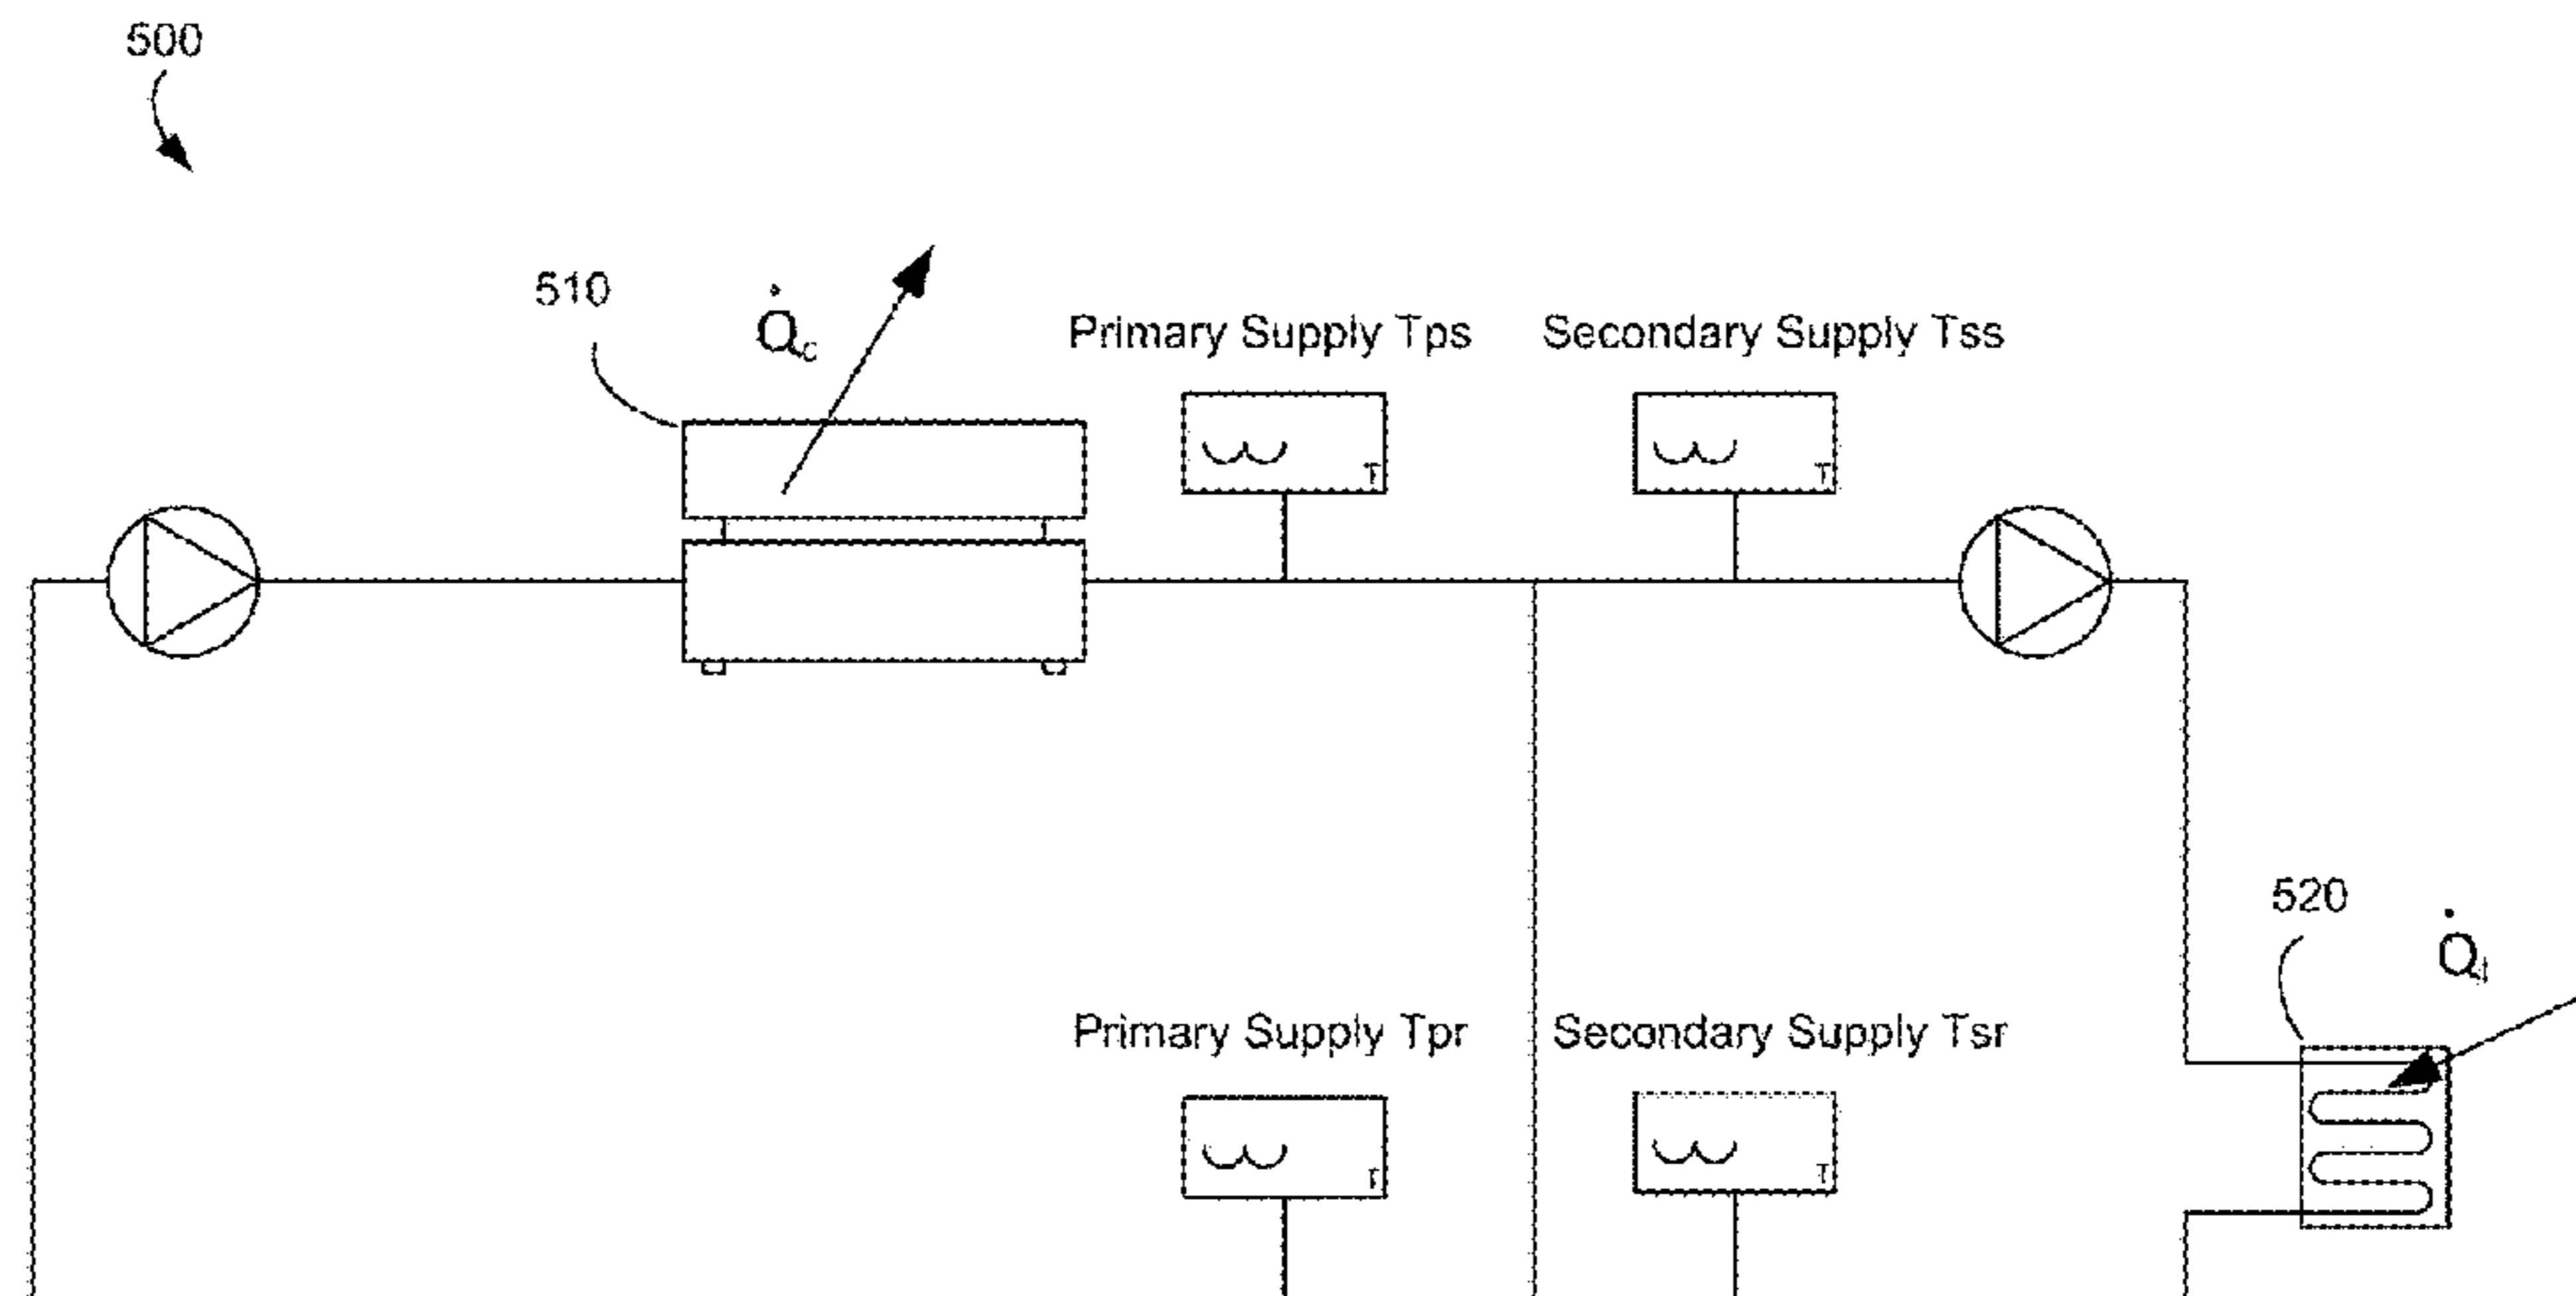 500
510
Q̇c
Primary Supply Tps
Secondary Supply Tss
T
T
520
Q̇
Primary Supply Tpr
Secondary Supply Tsr
T
T